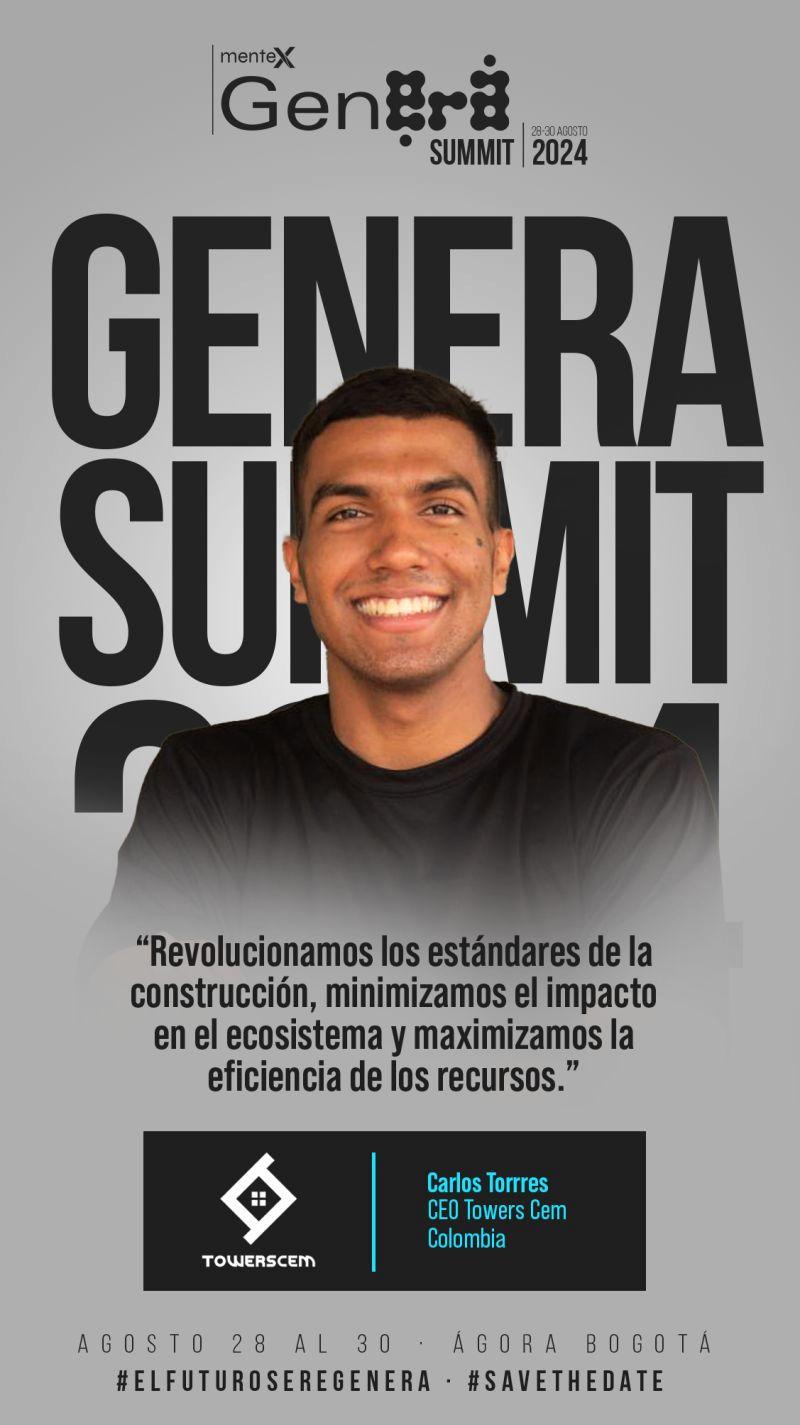 menteX
Genera
SUMMIT
28-30 AGOSTO
2024
GENERA
SUMMIT
“Revolucionamos los estándares de la
construcción, minimizamos el impacto
en el ecosistema y maximizamos la
eficiencia de los recursos.”
TOWERSCEM
Carlos Torrres
CEO Towers Cem
Colombia
AGOSTO 28 AL 30 · ÁGORA BOGOTÁ
#ELFUTUROSEREGENERA · #SAVETHEDATE